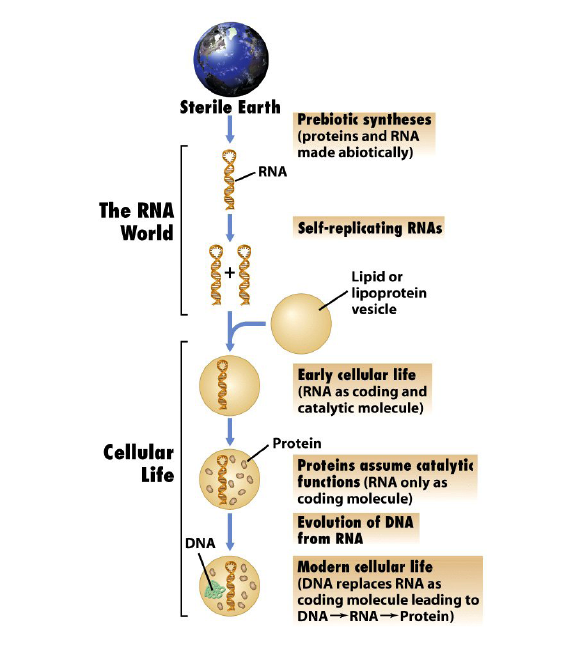 Sterile Earth
Prebiotic syntheses
(proteins and RNA
made abiotically)
RNA
The RNA
World
Self-replicating RNAs
+
Lipid or
lipoprotein
vesicle
Early cellular life
(RNA as coding and
catalytic molecule)
Cellular
Life
Protein
Proteins assume catalytic
functions (RNA only as
coding molecule)
Evolution of DNA
from RNA
DNA
Modern cellular life
(DNA replaces RNA as
coding molecule leading to
DNA→RNA→Protein)